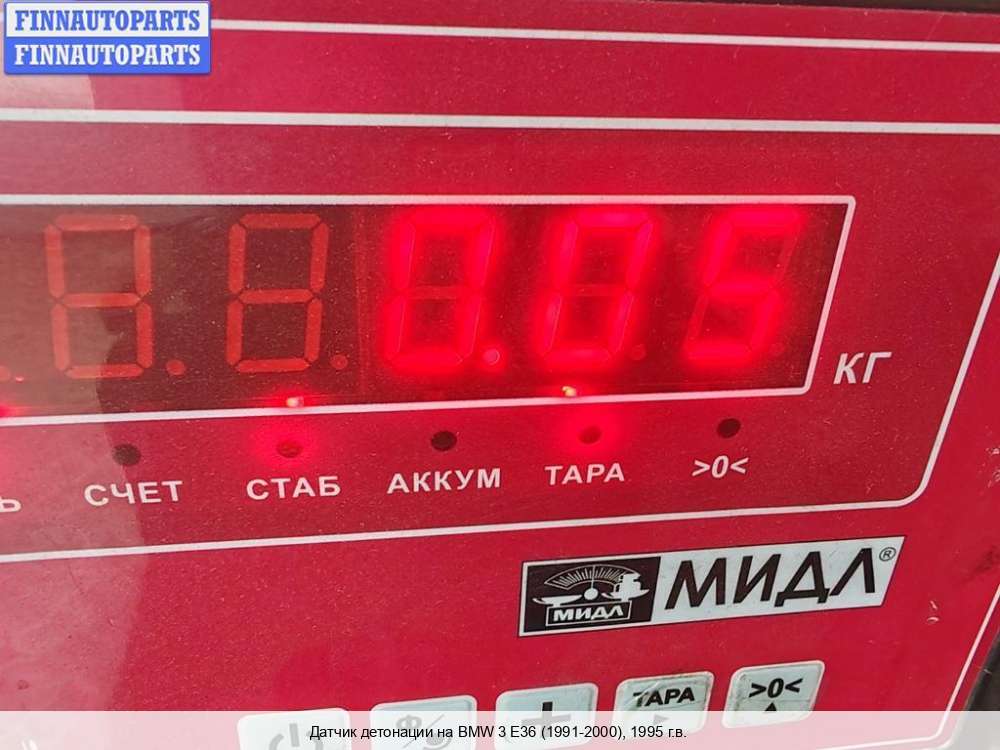 FINNAUTOPARTS
FINNAUTOPARTS
0.05
КГ
СЧЕТ СТАБ АККУМ ТАРА >0<
МИДЛ МИДЛ®
ТАРА >0<
Датчик детонации на BMW 3 E36 (1991-2000), 1995 г.в.